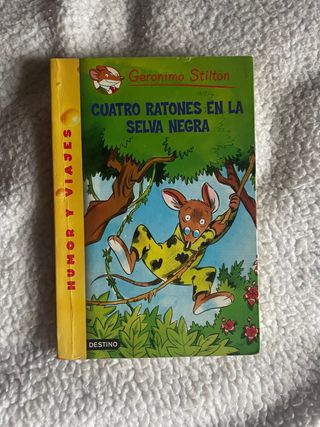 Geronimo Stilton
CUATRO RATONES EN LA
SELVA NEGRA
HUMOR Y VIAJES
DESTINO